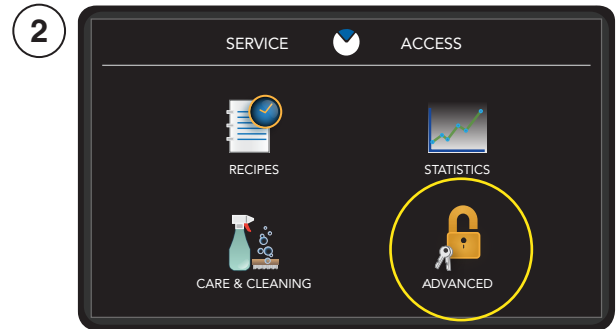 2
SERVICE ACCESS
RECIPES STATISTICS
CARE & CLEANING ADVANCED